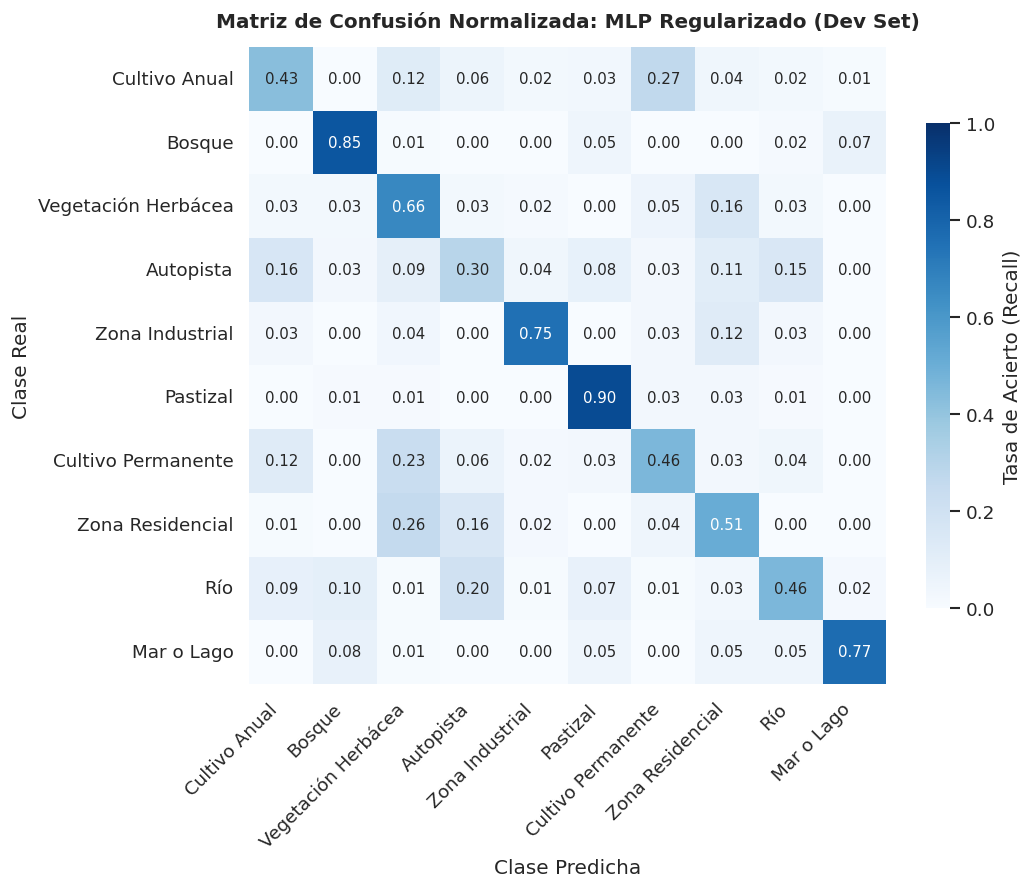 Matriz de Confusión Normalizada: MLP Regularizado (Dev Set)
Clase Real
Cultivo Anual 0.43 0.00 0.12 0.06 0.02 0.03 0.27 0.04 0.02 0.01
Bosque 0.00 0.85 0.01 0.00 0.00 0.05 0.00 0.00 0.02 0.07
Vegetación Herbácea 0.03 0.03 0.66 0.03 0.02 0.00 0.05 0.16 0.03 0.00
Autopista 0.16 0.03 0.09 0.30 0.04 0.08 0.03 0.11 0.15 0.00
Zona Industrial 0.03 0.00 0.04 0.00 0.75 0.00 0.03 0.12 0.03 0.00
Pastizal 0.00 0.01 0.01 0.00 0.00 0.90 0.03 0.03 0.01 0.00
Cultivo Permanente 0.12 0.00 0.23 0.06 0.02 0.03 0.46 0.03 0.04 0.00
Zona Residencial 0.01 0.00 0.26 0.16 0.02 0.00 0.04 0.51 0.00 0.00
Río 0.09 0.10 0.01 0.20 0.01 0.07 0.01 0.03 0.46 0.02
Mar o Lago 0.00 0.08 0.01 0.00 0.00 0.05 0.00 0.05 0.05 0.77
Cultivo Anual
Bosque
Vegetación Herbácea
Autopista
Zona Industrial
Pastizal
Cultivo Permanente
Zona Residencial
Río
Mar o Lago
Clase Predicha
1.0
0.8
0.6
0.4
0.2
0.0
Tasa de Acierto (Recall)